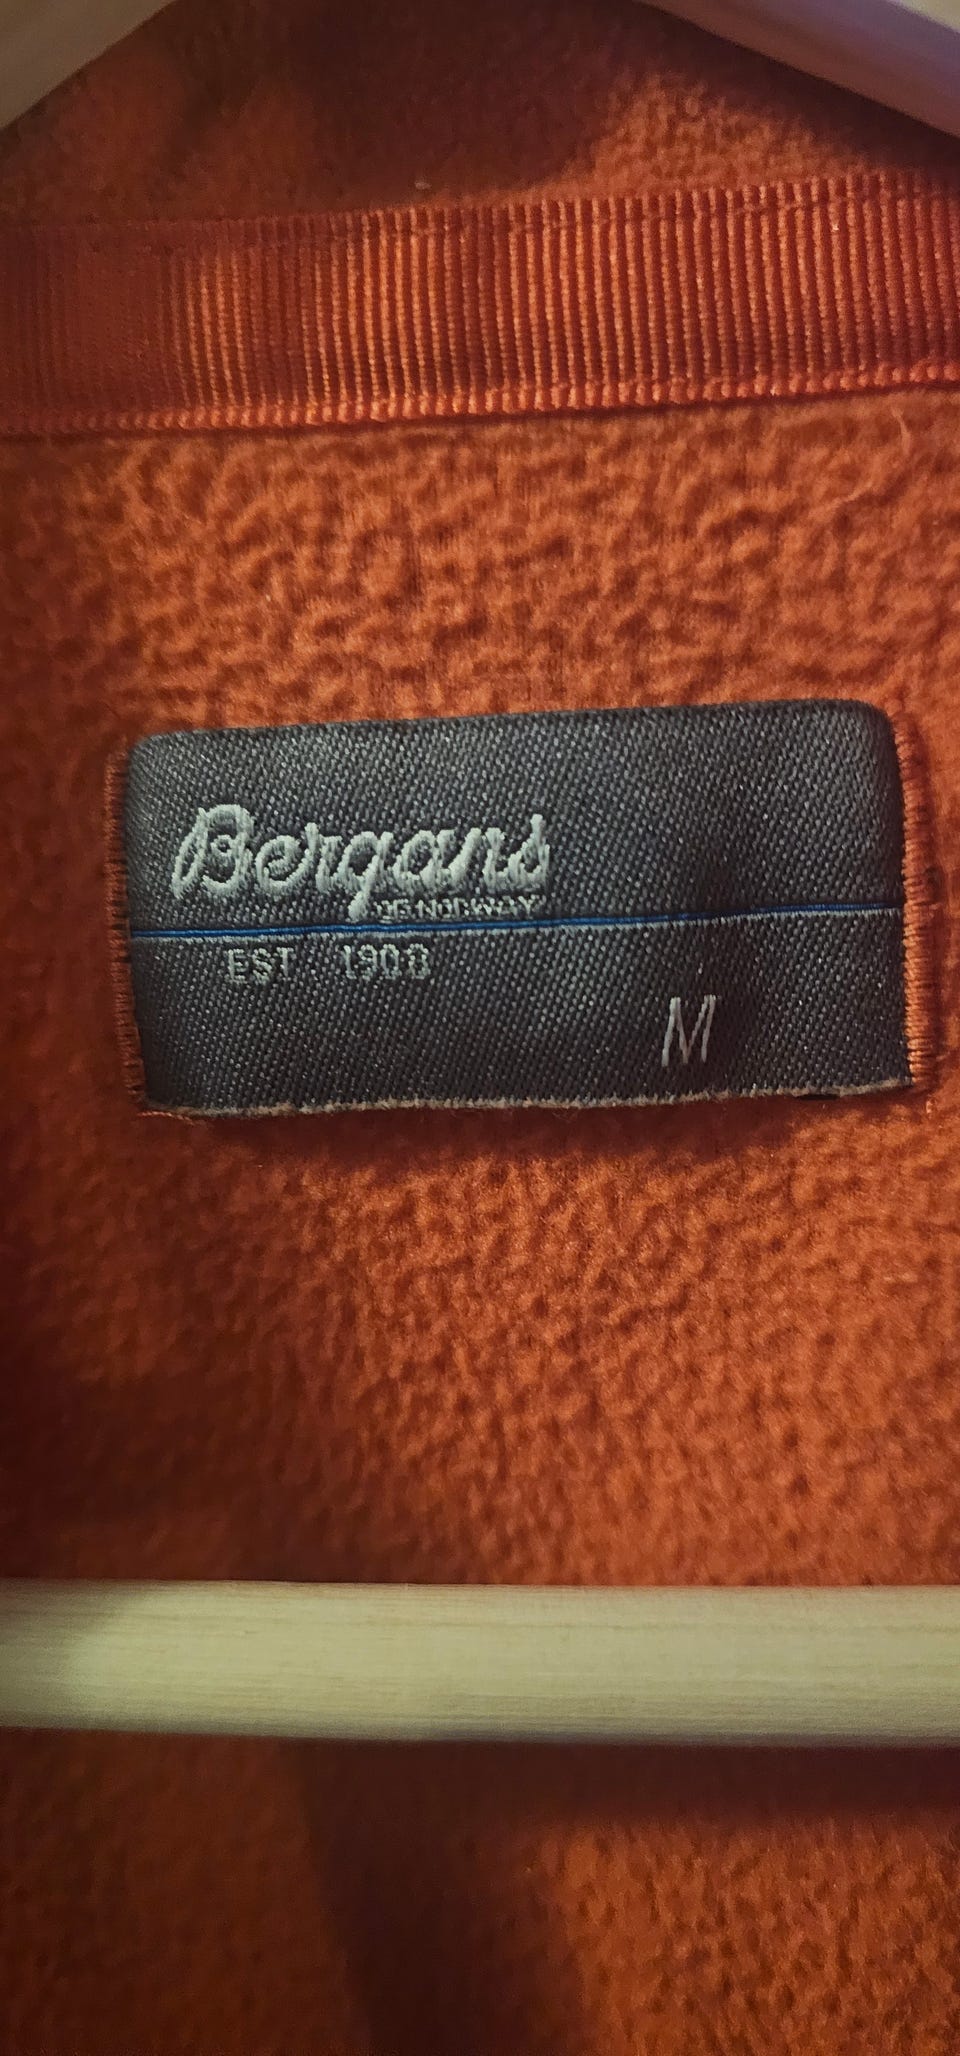 Bergans
OF NORWAY
EST 1908
M